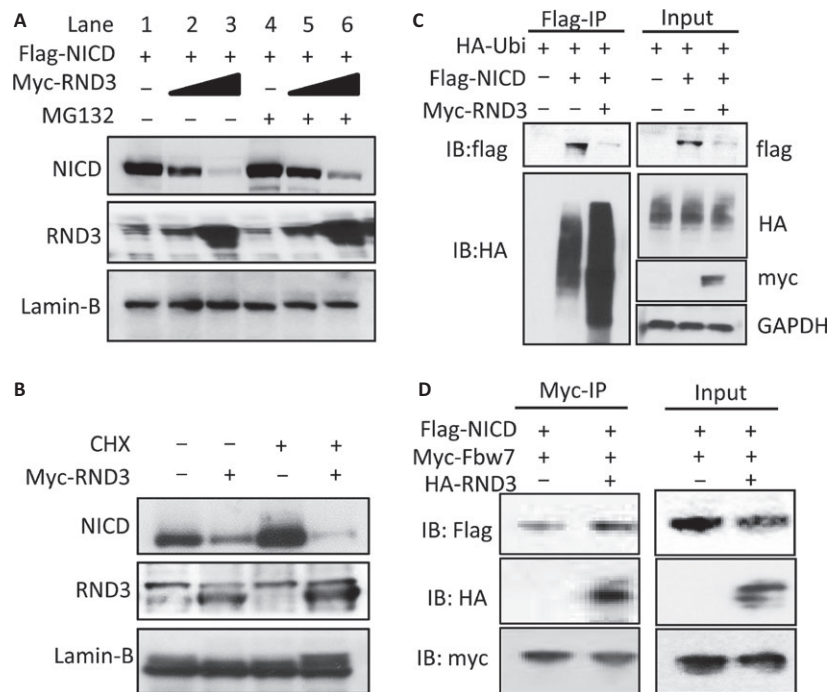 A
Lane 1 2 3 4 5 6
Flag-NICD + + + + + +
Myc-RND3 – –
MG132 – – – + + +
NICD
RND3
Lamin-B
B
CHX – – + +
Myc-RND3 – + – +
NICD
RND3
Lamin-B
C
Flag-IP Input
HA-Ubi + + + + + +
Flag-NICD – + + – + +
Myc-RND3 – – + – – +
IB:flag flag
IB:HA HA
myc
GAPDH
D
Myc-IP Input
Flag-NICD + + + +
Myc-Fbw7 + + + +
HA-RND3 – + – +
IB: Flag
IB: HA
IB: myc